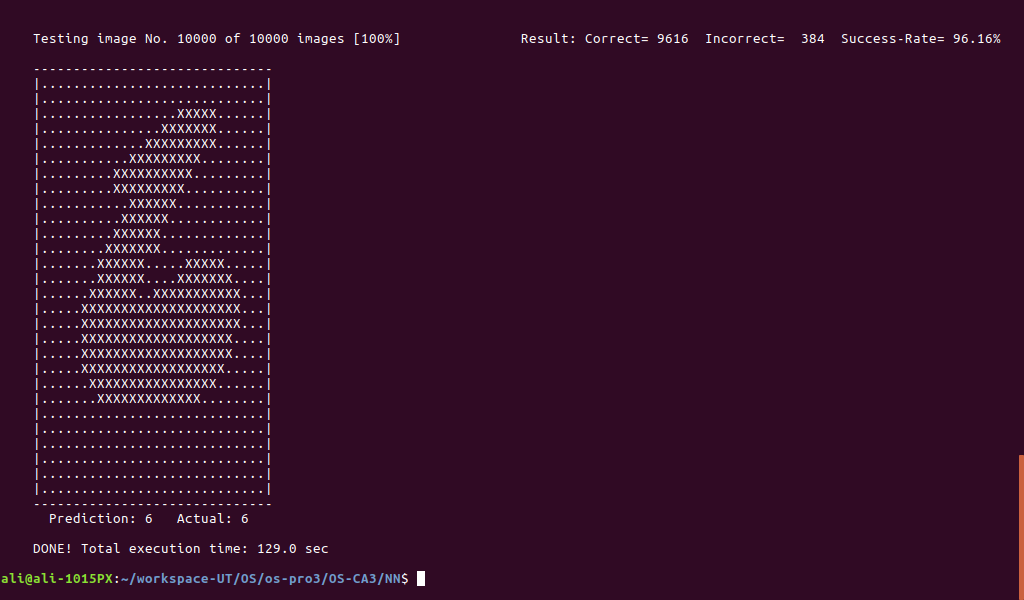 Testing image No. 10000 of 10000 images [100%]               Result: Correct= 9616  Incorrect=  384  Success-Rate= 96.16%
------------------------------
|............................|
|............................|
|.................XXXXX......|
|...............XXXXXXX......|
|.............XXXXXXXXX......|
|...........XXXXXXXXX........|
|.........XXXXXXXXXX.........|
|.........XXXXXXXXX..........|
|...........XXXXXX...........|
|..........XXXXXX............|
|.........XXXXXX.............|
|........XXXXXXX.............|
|.......XXXXXX.....XXXXX.....|
|.......XXXXXX....XXXXXXX....|
|......XXXXXX..XXXXXXXXXXX...|
|.....XXXXXXXXXXXXXXXXXXXX...|
|.....XXXXXXXXXXXXXXXXXXXX...|
|.....XXXXXXXXXXXXXXXXXXX....|
|.....XXXXXXXXXXXXXXXXXXX....|
|.....XXXXXXXXXXXXXXXXXX.....|
|......XXXXXXXXXXXXXXXX......|
|.......XXXXXXXXXXXXX........|
|............................|
|............................|
|............................|
|............................|
|............................|
|............................|
------------------------------
Prediction: 6   Actual: 6
DONE! Total execution time: 129.0 sec
ali@ali-1015PX:~/workspace-UT/OS/os-pro3/OS-CA3/NN$